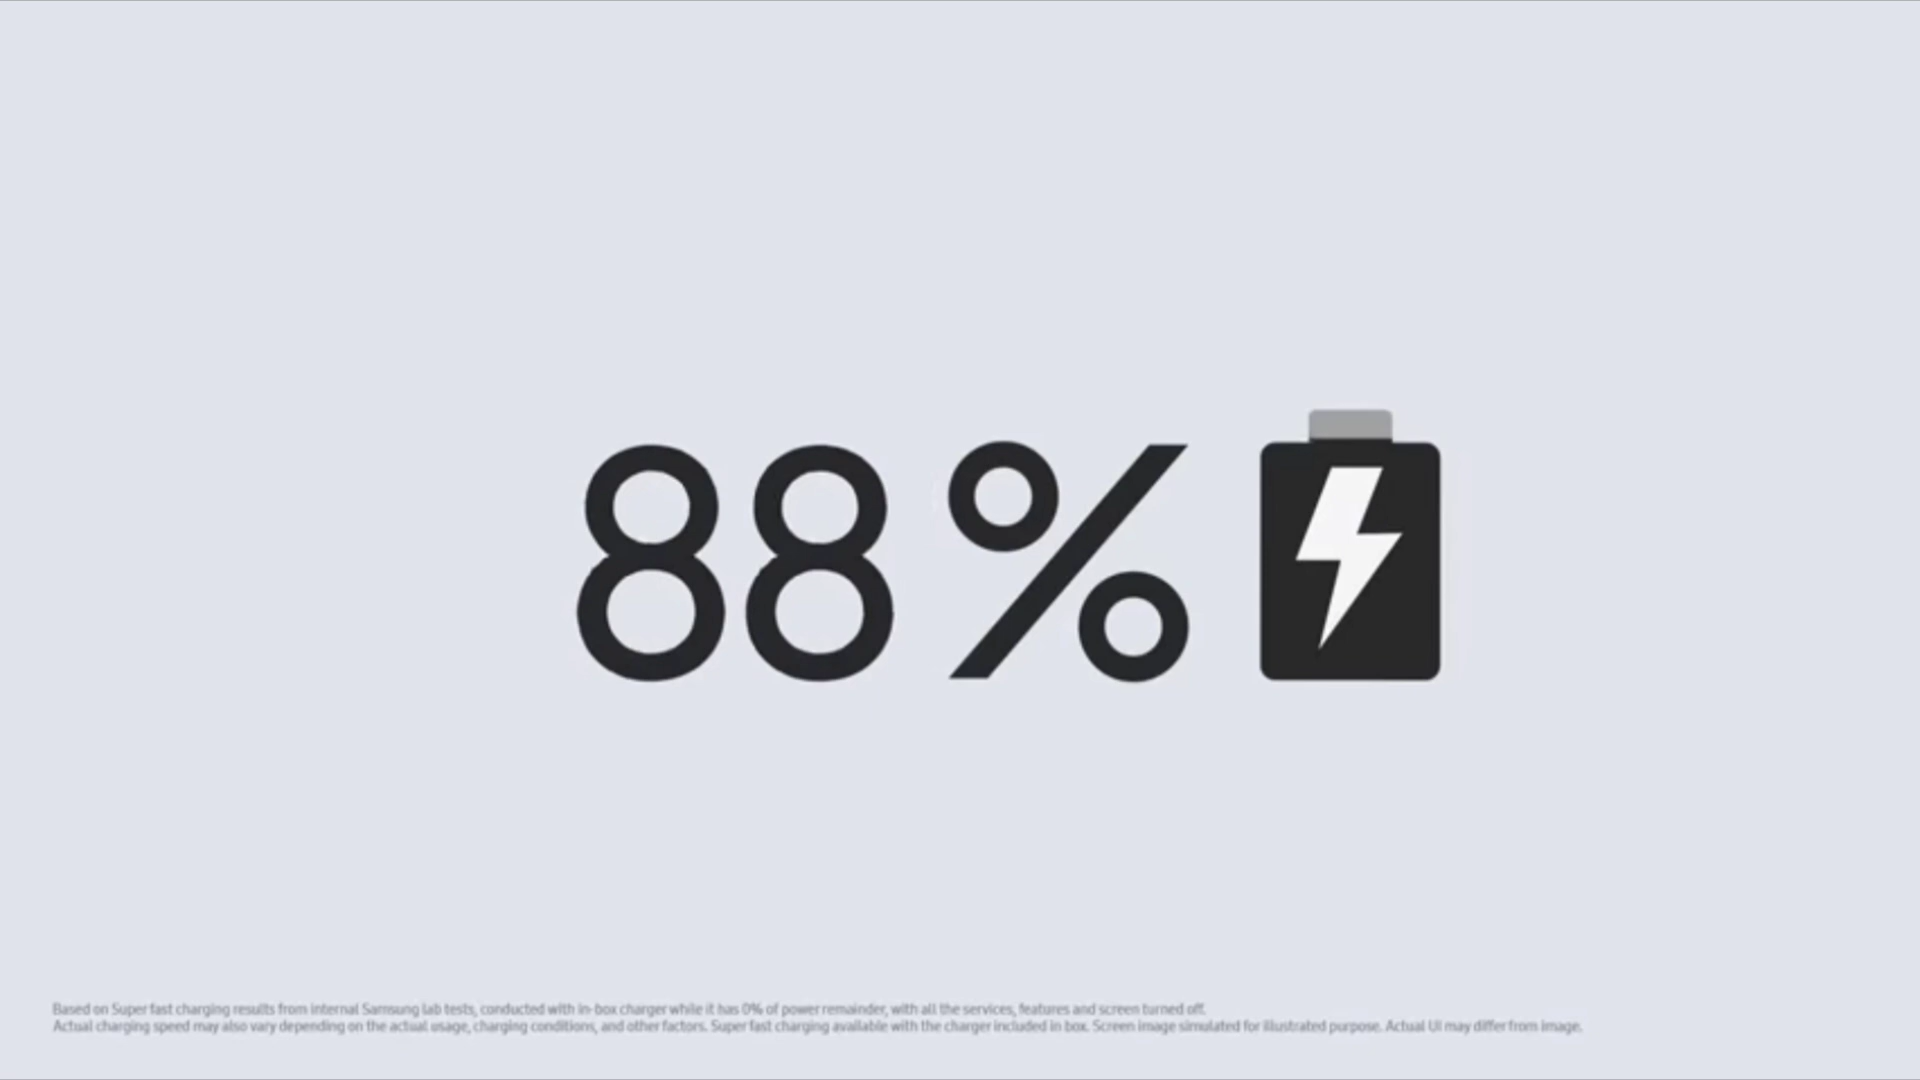 88%
Based on Super fast charging results from internal Samsung lab tests, conducted with in-box charger while it has 0% of power remainder, with all the services, features and screen turned off.
Actual charging speed may also vary depending on the actual usage, charging conditions, and other factors. Super fast charging available with the charger included in box. Screen image simulated for illustrated purpose. Actual UI may differ from image.